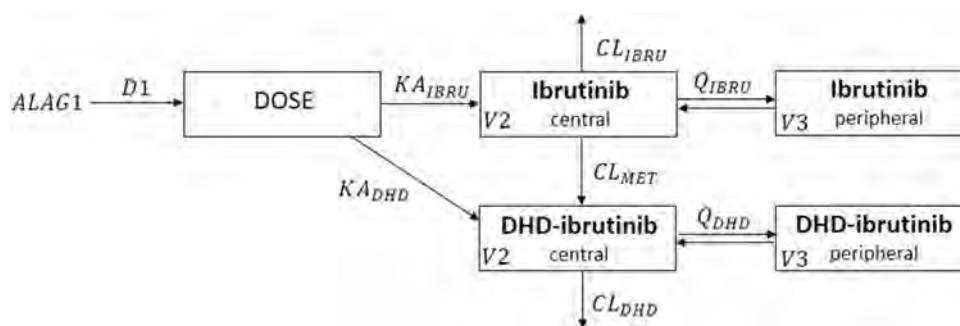 CL_IBRU
ALAG1 D1 DOSE KA_IBRU Ibrutinib Q_IBRU Ibrutinib
V2 central V3 peripheral
CL_MET
KA_DHD
DHD-ibrutinib Q_DHD DHD-ibrutinib
V2 central V3 peripheral
CL_DHD